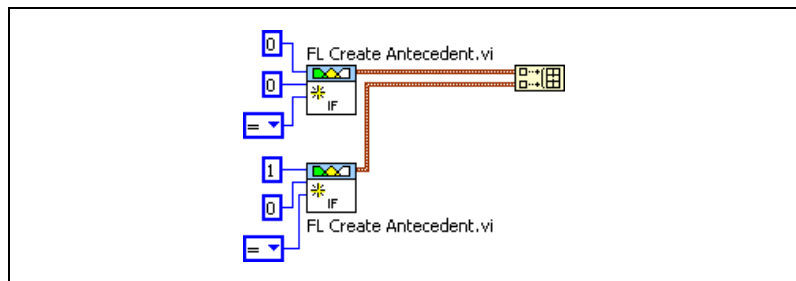 0
FL Create Antecedent.vi
0
IF
=
1
0
IF
FL Create Antecedent.vi
=